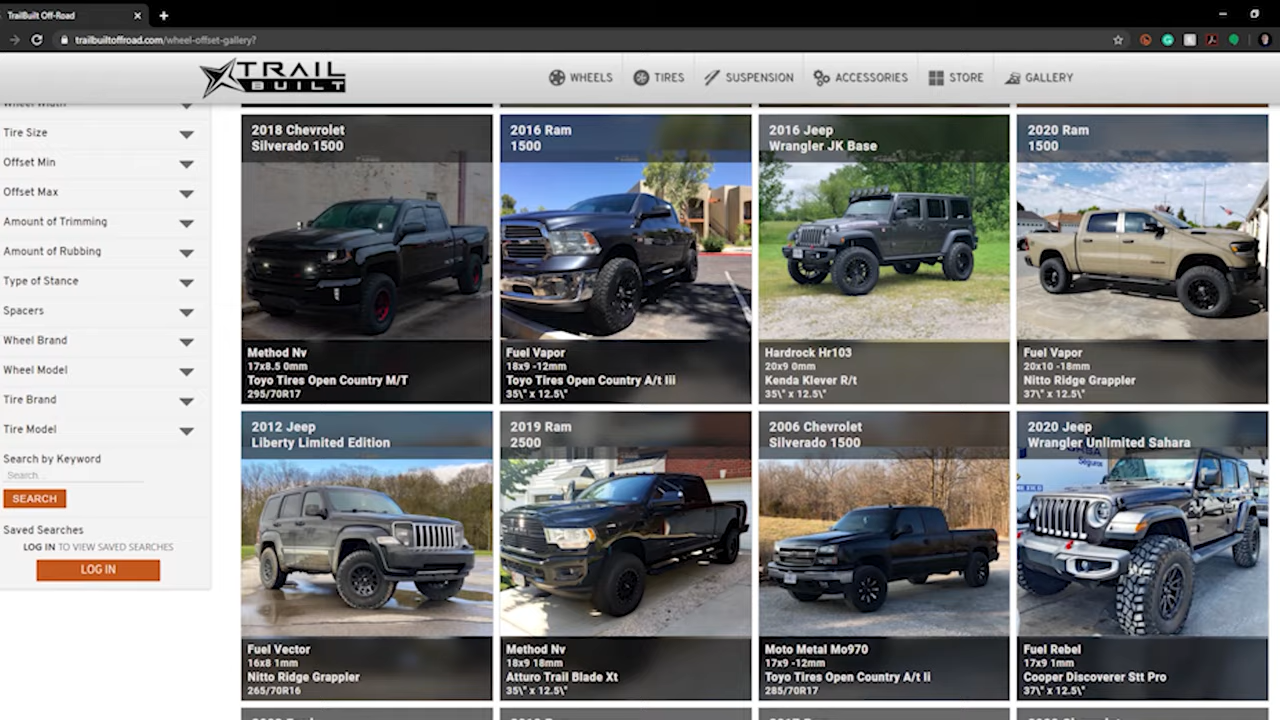 TrailBuilt Off-Road
trailbuiltoffroad.com/wheel-offset-gallery?
TRAIL
BUILT
WHEELS
TIRES
SUSPENSION
ACCESSORIES
STORE
GALLERY
Wheel Width
Tire Size
Offset Min
Offset Max
Amount of Trimming
Amount of Rubbing
Type of Stance
Spacers
Wheel Brand
Wheel Model
Tire Brand
Tire Model
Search by Keyword
Search...
SEARCH
Saved Searches
LOG IN TO VIEW SAVED SEARCHES
LOG IN
2018 Chevrolet
Silverado 1500
Method Nv
17x8.5 0mm
Toyo Tires Open Country M/T
295/70R17
2016 Ram
1500
Fuel Vapor
18x9 -12mm
Toyo Tires Open Country A/t Iii
35\" x 12.5\"
2016 Jeep
Wrangler JK Base
Hardrock Hr103
20x9 0mm
Kenda Klever R/t
35\" x 12.5\"
2020 Ram
1500
Fuel Vapor
20x10 -18mm
Nitto Ridge Grappler
37\" x 12.5\"
2012 Jeep
Liberty Limited Edition
Fuel Vector
16x8 1mm
Nitto Ridge Grappler
265/70R16
2019 Ram
2500
Method Nv
18x9 18mm
Atturo Trail Blade Xt
35\" x 12.5\"
2006 Chevrolet
Silverado 1500
Moto Metal Mo970
17x9 -12mm
Toyo Tires Open Country A/t Ii
285/70R17
2020 Jeep
Wrangler Unlimited Sahara
Fuel Rebel
17x9 1mm
Cooper Discoverer Stt Pro
37\" x 12.5\"